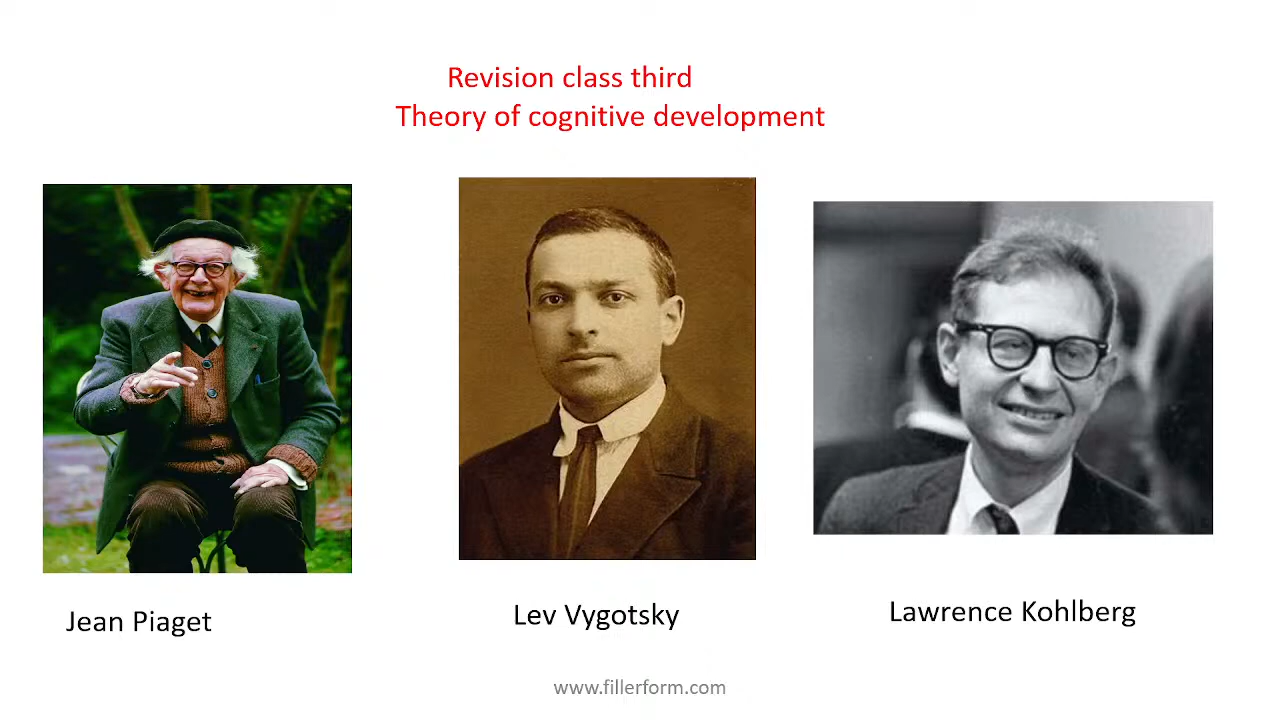 Revision class third
Theory of cognitive development
Jean Piaget
Lev Vygotsky
Lawrence Kohlberg
www.fillerform.com